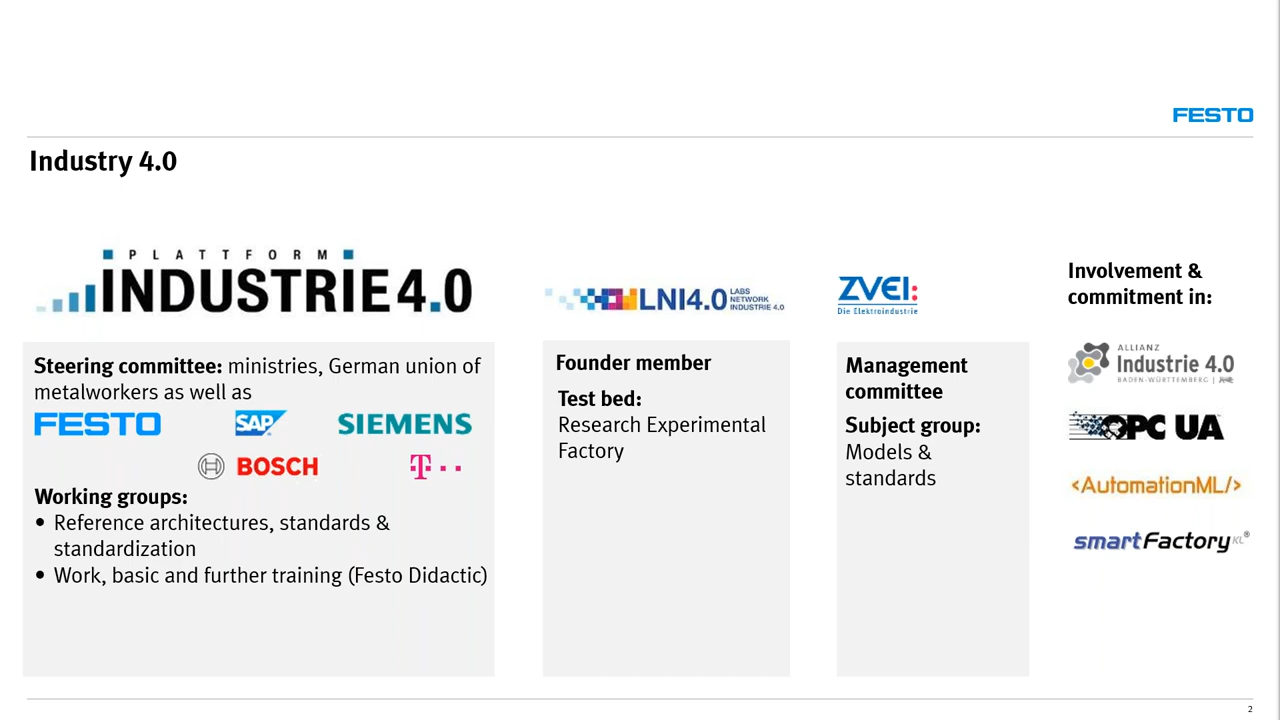 FESTO
Industry 4.0
PLATTFORM
INDUSTRIE4.0
Steering committee: ministries, German union of
metalworkers as well as
FESTO SAP SIEMENS
BOSCH T··
Working groups:
• Reference architectures, standards &
standardization
• Work, basic and further training (Festo Didactic)
LNI4.0 LABS
NETWORK
INDUSTRIE 4.0
Founder member
Test bed:
Research Experimental
Factory
ZVEI:
Die Elektroindustrie
Management
committee
Subject group:
Models &
standards
Involvement &
commitment in:
ALLIANZ
Industrie 4.0
BADEN-WÜRTTEMBERG
OPC UA
<AutomationML/>
smartFactoryKL®
2